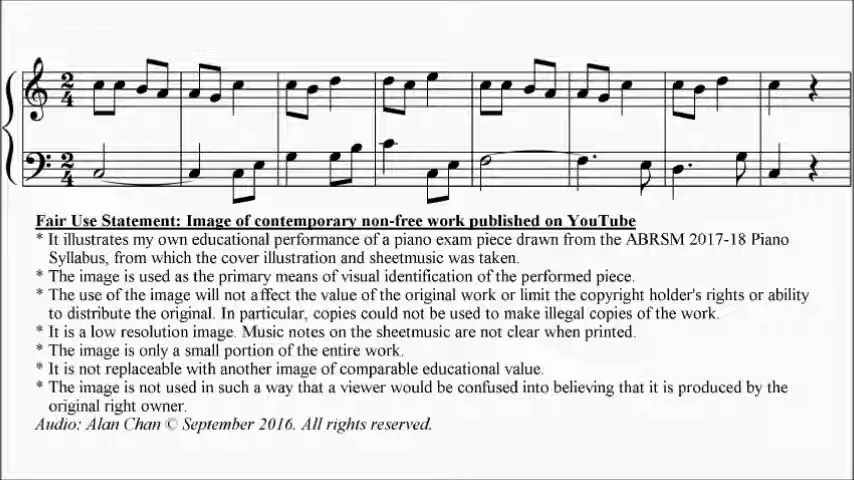 2 4
2 4
Fair Use Statement: Image of contemporary non-free work published on YouTube
* It illustrates my own educational performance of a piano exam piece drawn from the ABRSM 2017-18 Piano
Syllabus, from which the cover illustration and sheetmusic was taken.
* The image is used as the primary means of visual identification of the performed piece.
* The use of the image will not affect the value of the original work or limit the copyright holder's rights or ability
to distribute the original. In particular, copies could not be used to make illegal copies of the work.
* It is a low resolution image. Music notes on the sheetmusic are not clear when printed.
* The image is only a small portion of the entire work.
* It is not replaceable with another image of comparable educational value.
* The image is not used in such a way that a viewer would be confused into believing that it is produced by the
original right owner.
Audio: Alan Chan © September 2016. All rights reserved.